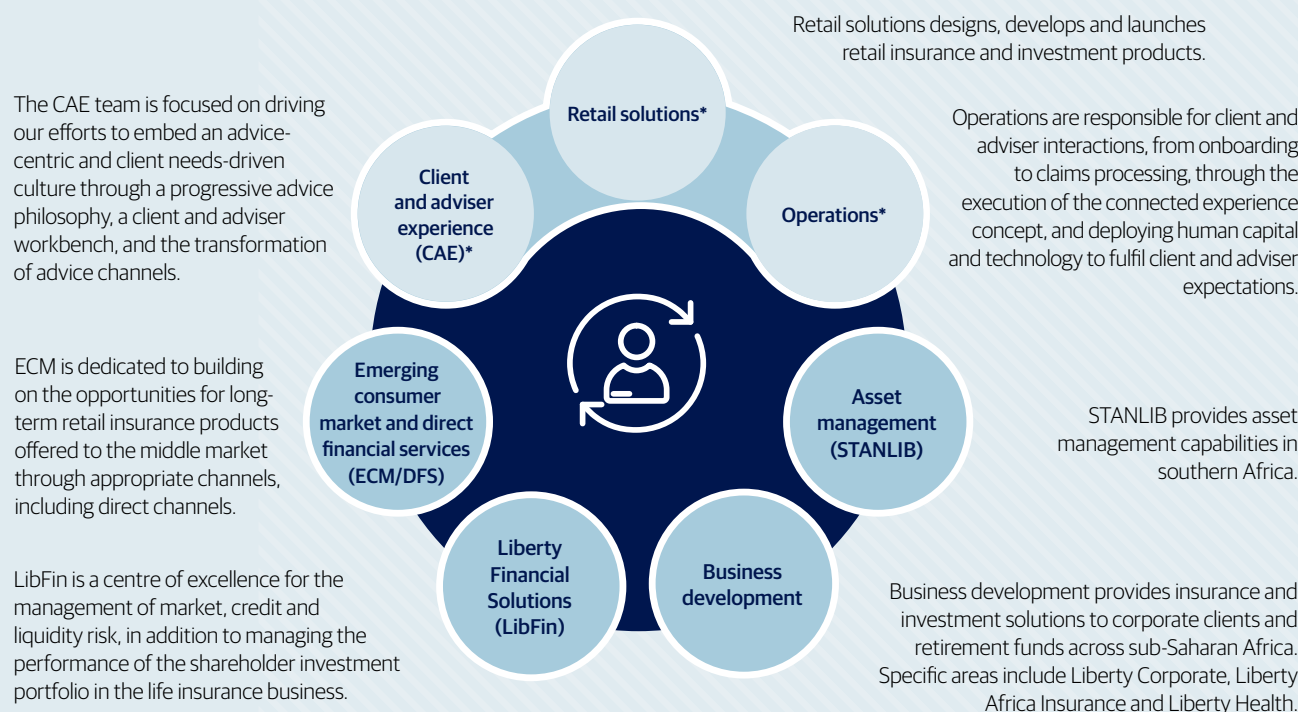 Retail solutions designs, develops and launches
retail insurance and investment products.
Retail solutions*
The CAE team is focused on driving
our efforts to embed an advice-
centric and client needs-driven
culture through a progressive advice
philosophy, a client and adviser
workbench, and the transformation
of advice channels.
Client
and adviser
experience
(CAE)*
Operations*
Operations are responsible for client and
adviser interactions, from onboarding
to claims processing, through the
execution of the connected experience
concept, and deploying human capital
and technology to fulfil client and adviser
expectations.
ECM is dedicated to building
on the opportunities for long-
term retail insurance products
offered to the middle market
through appropriate channels,
including direct channels.
Emerging
consumer
market and direct
financial services
(ECM/DFS)
Asset
management
(STANLIB)
STANLIB provides asset
management capabilities in
southern Africa.
LibFin is a centre of excellence for the
management of market, credit and
liquidity risk, in addition to managing the
performance of the shareholder investment
portfolio in the life insurance business.
Liberty
Financial
Solutions
(LibFin)
Business
development
Business development provides insurance and
investment solutions to corporate clients and
retirement funds across sub-Saharan Africa.
Specific areas include Liberty Corporate, Liberty
Africa Insurance and Liberty Health.